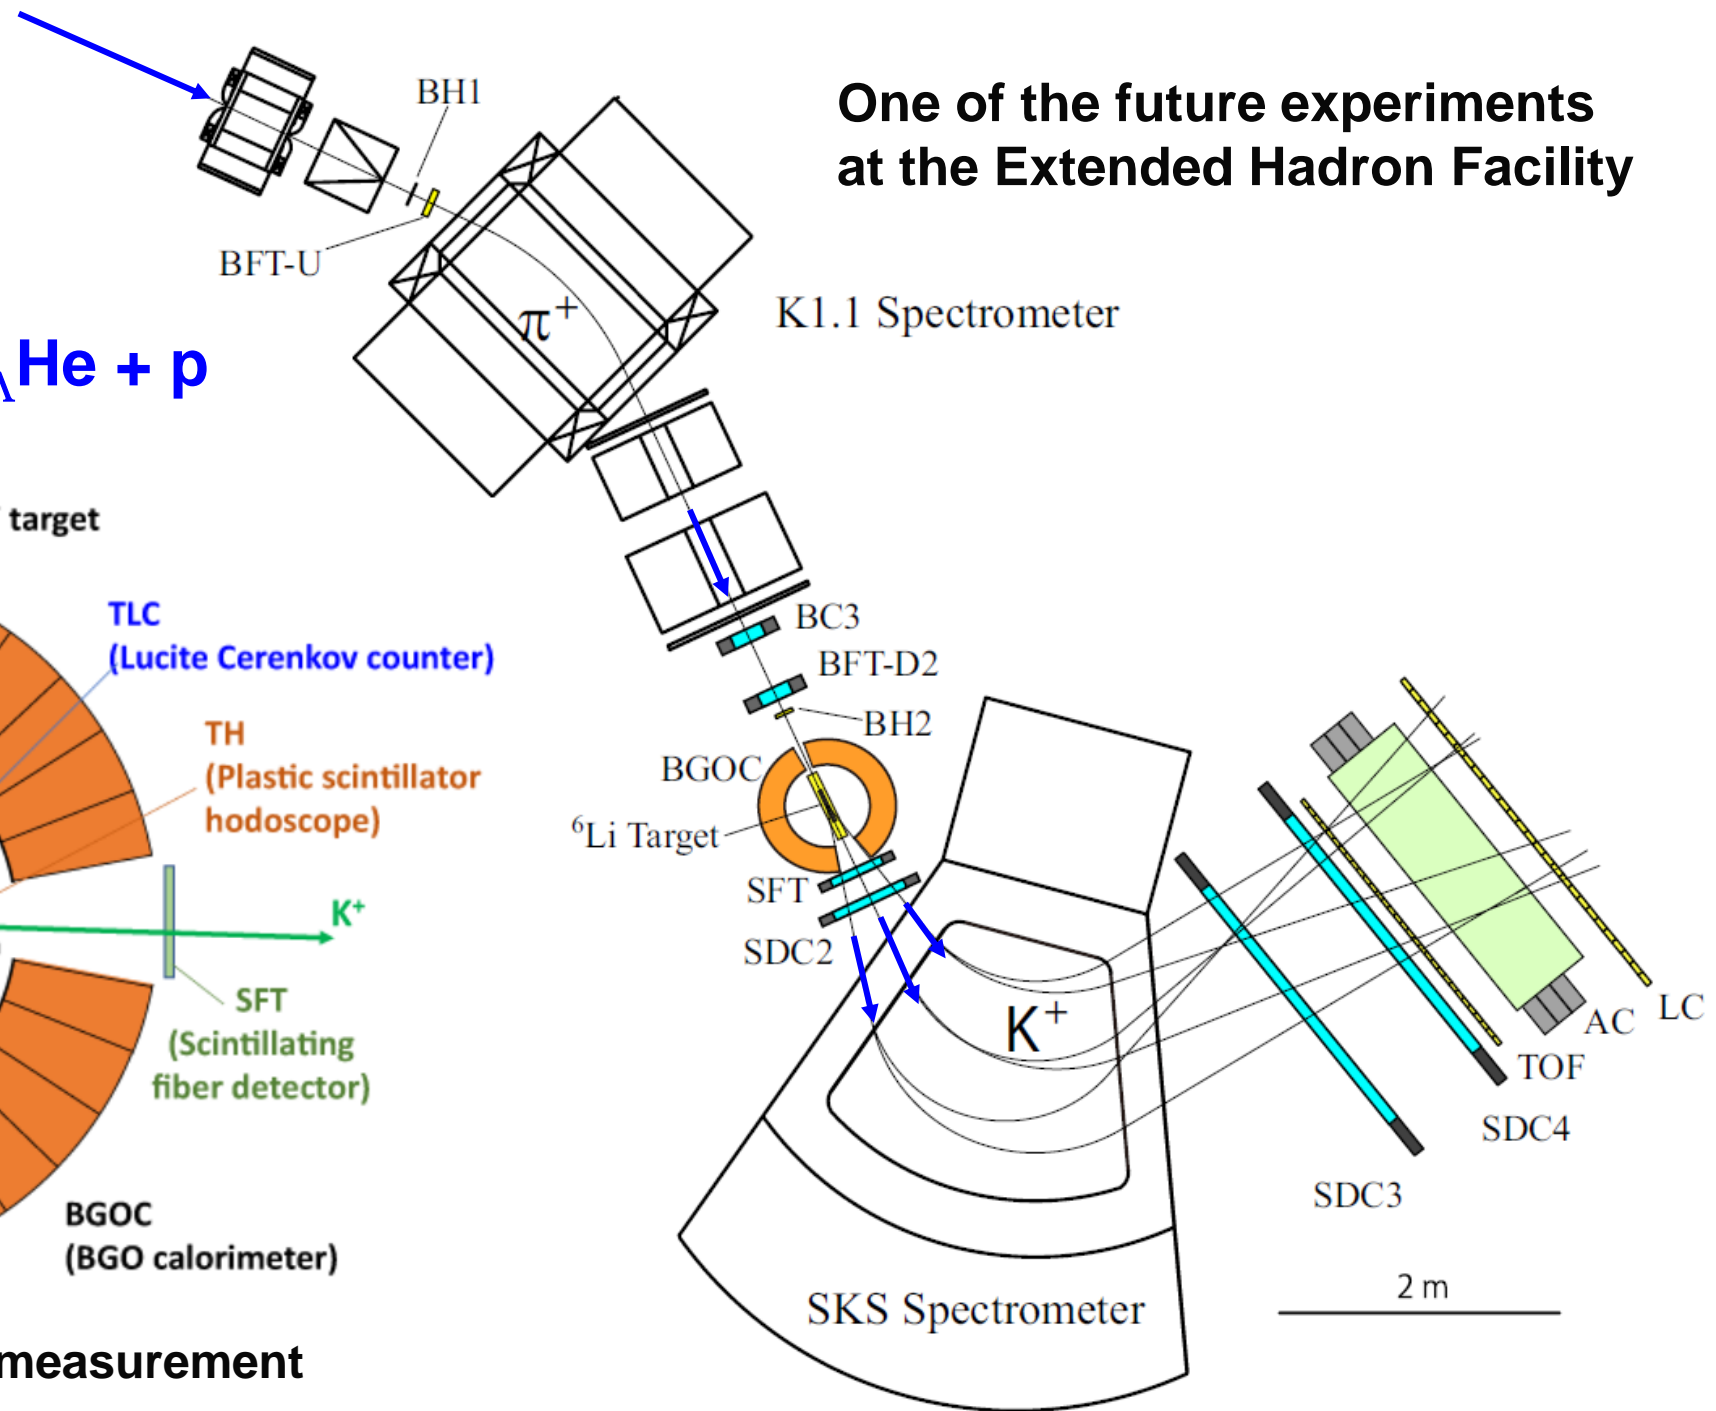 One of the future experiments
at the Extended Hadron Facility
BH1
BFT-U
π⁺
K1.1 Spectrometer
ΛHe + p
target
TLC
(Lucite Cerenkov counter)
TH
(Plastic scintillator
hodoscope)
K⁺
SFT
(Scintillating
fiber detector)
BGOC
(BGO calorimeter)
measurement
BC3
BFT-D2
BH2
BGOC
⁶Li Target
SFT
SDC2
K⁺
LC
AC
TOF
SDC4
SDC3
2 m
SKS Spectrometer